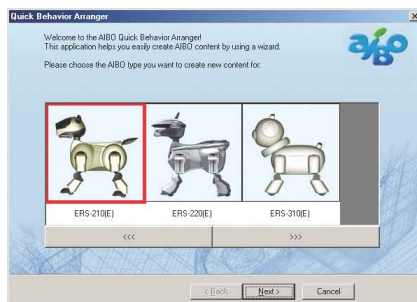 Quick Behavior Arranger
Welcome to the AIBO Quick Behavior Arranger!
This application helps you easily create AIBO content by using a wizard.
Please choose the AIBO type you want to create new content for:
aibo
ERS-210(E)
ERS-220(E)
ERS-310(E)
<<<
>>>
< Back
Next >
Cancel